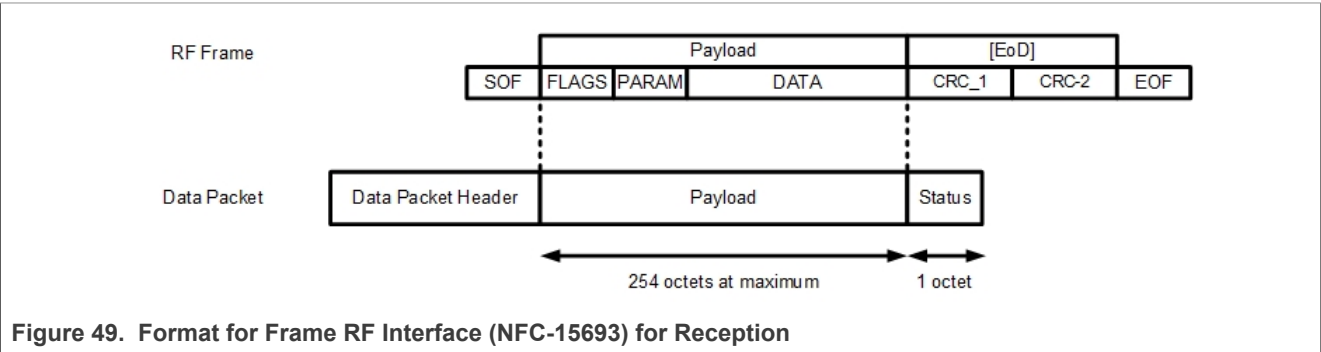 RF Frame
Payload
[EoD]
SOF FLAGS PARAM DATA CRC_1 CRC-2 EOF
Data Packet
Data Packet Header
Payload
Status
254 octets at maximum
1 octet
Figure 49. Format for Frame RF Interface (NFC-15693) for Reception